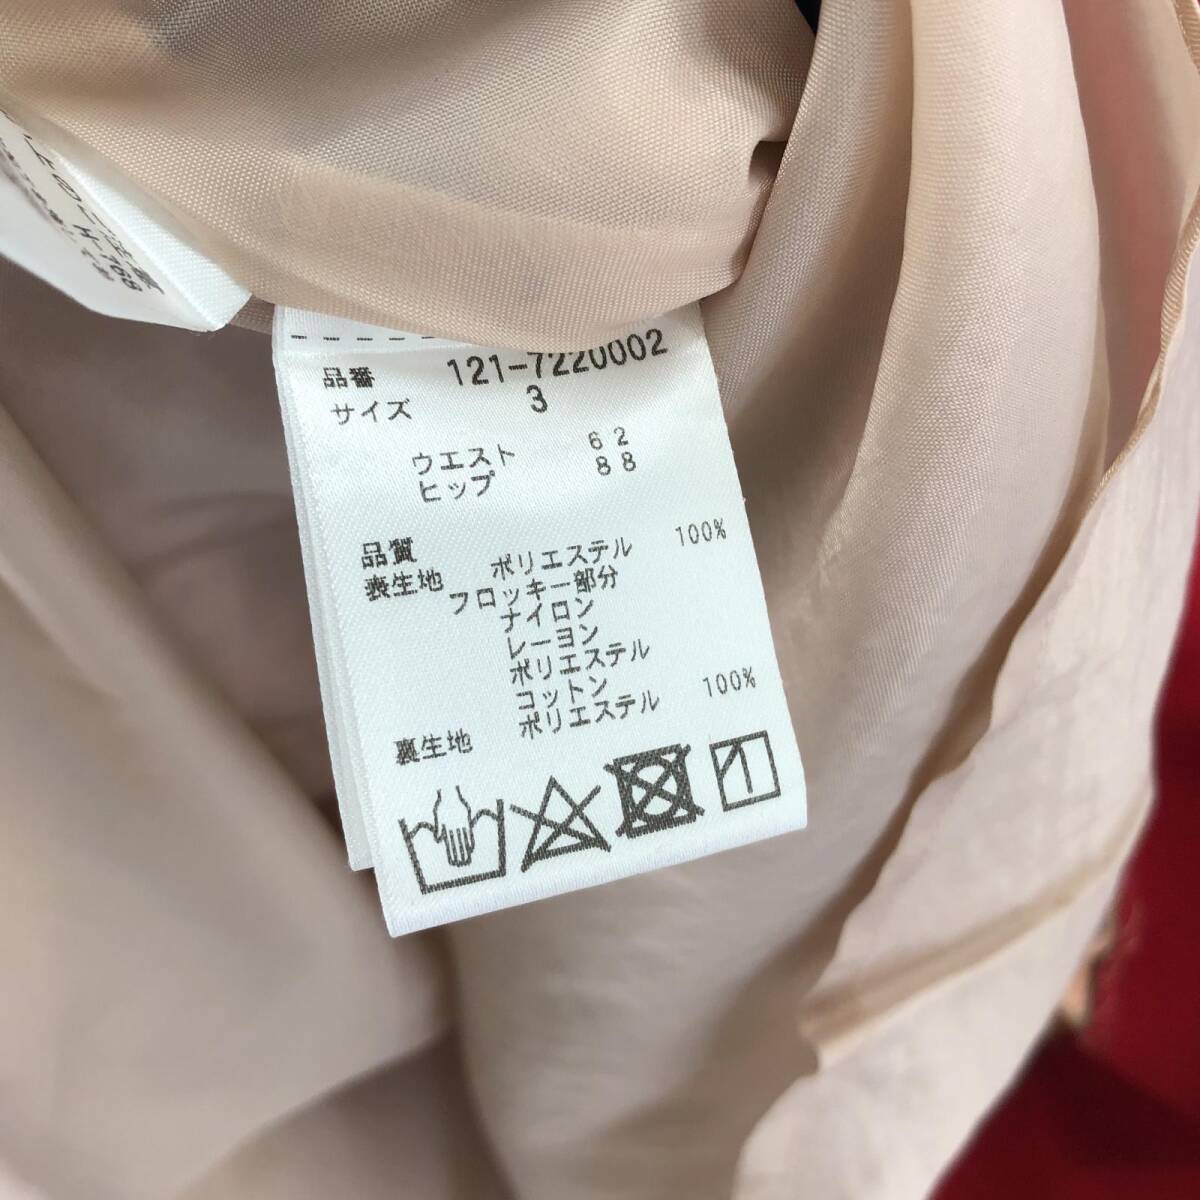 品番 121-7220002
サイズ 3
ウエスト 62
ヒップ 88
品質
表生地 ポリエステル 100%
フロッキー部分
ナイロン
レーヨン
ポリエステル
コットン
裏生地 ポリエステル 100%